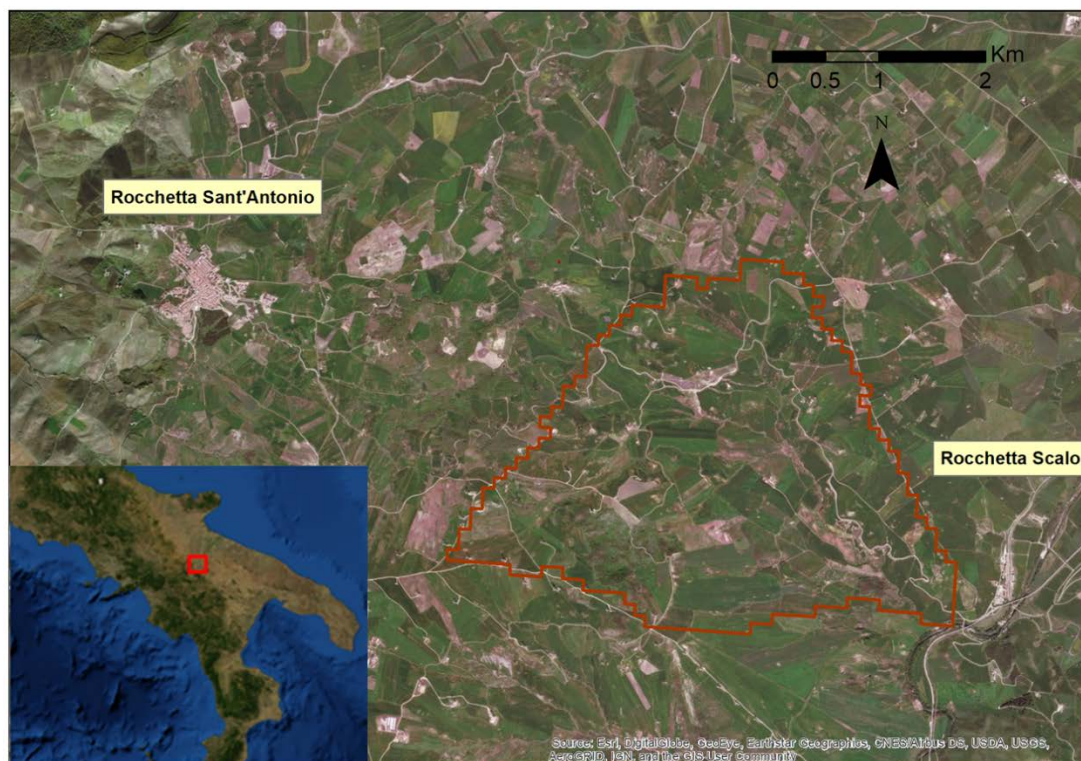 Km
0 0.5 1 2
N
Rocchetta Sant'Antonio
Rocchetta Scalo
Source: Esri, DigitalGlobe, GeoEye, Earthstar Geographics, CNES/Airbus DS, USDA, USGS,
AeroGRID, IGN, and the GIS User Community